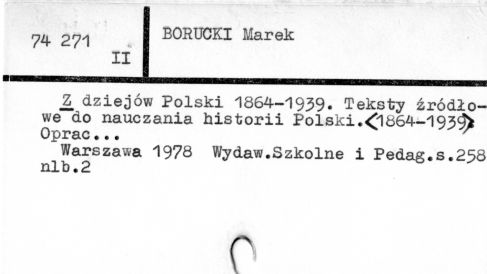 74 271
II
BORUCKI Marek
Z dziejów Polski 1864-1939. Teksty źródło-
we do nauczania historii Polski.<1864-1939>
Oprac...
Warszawa 1978 Wydaw.Szkolne i Pedag.s.258
nlb.2